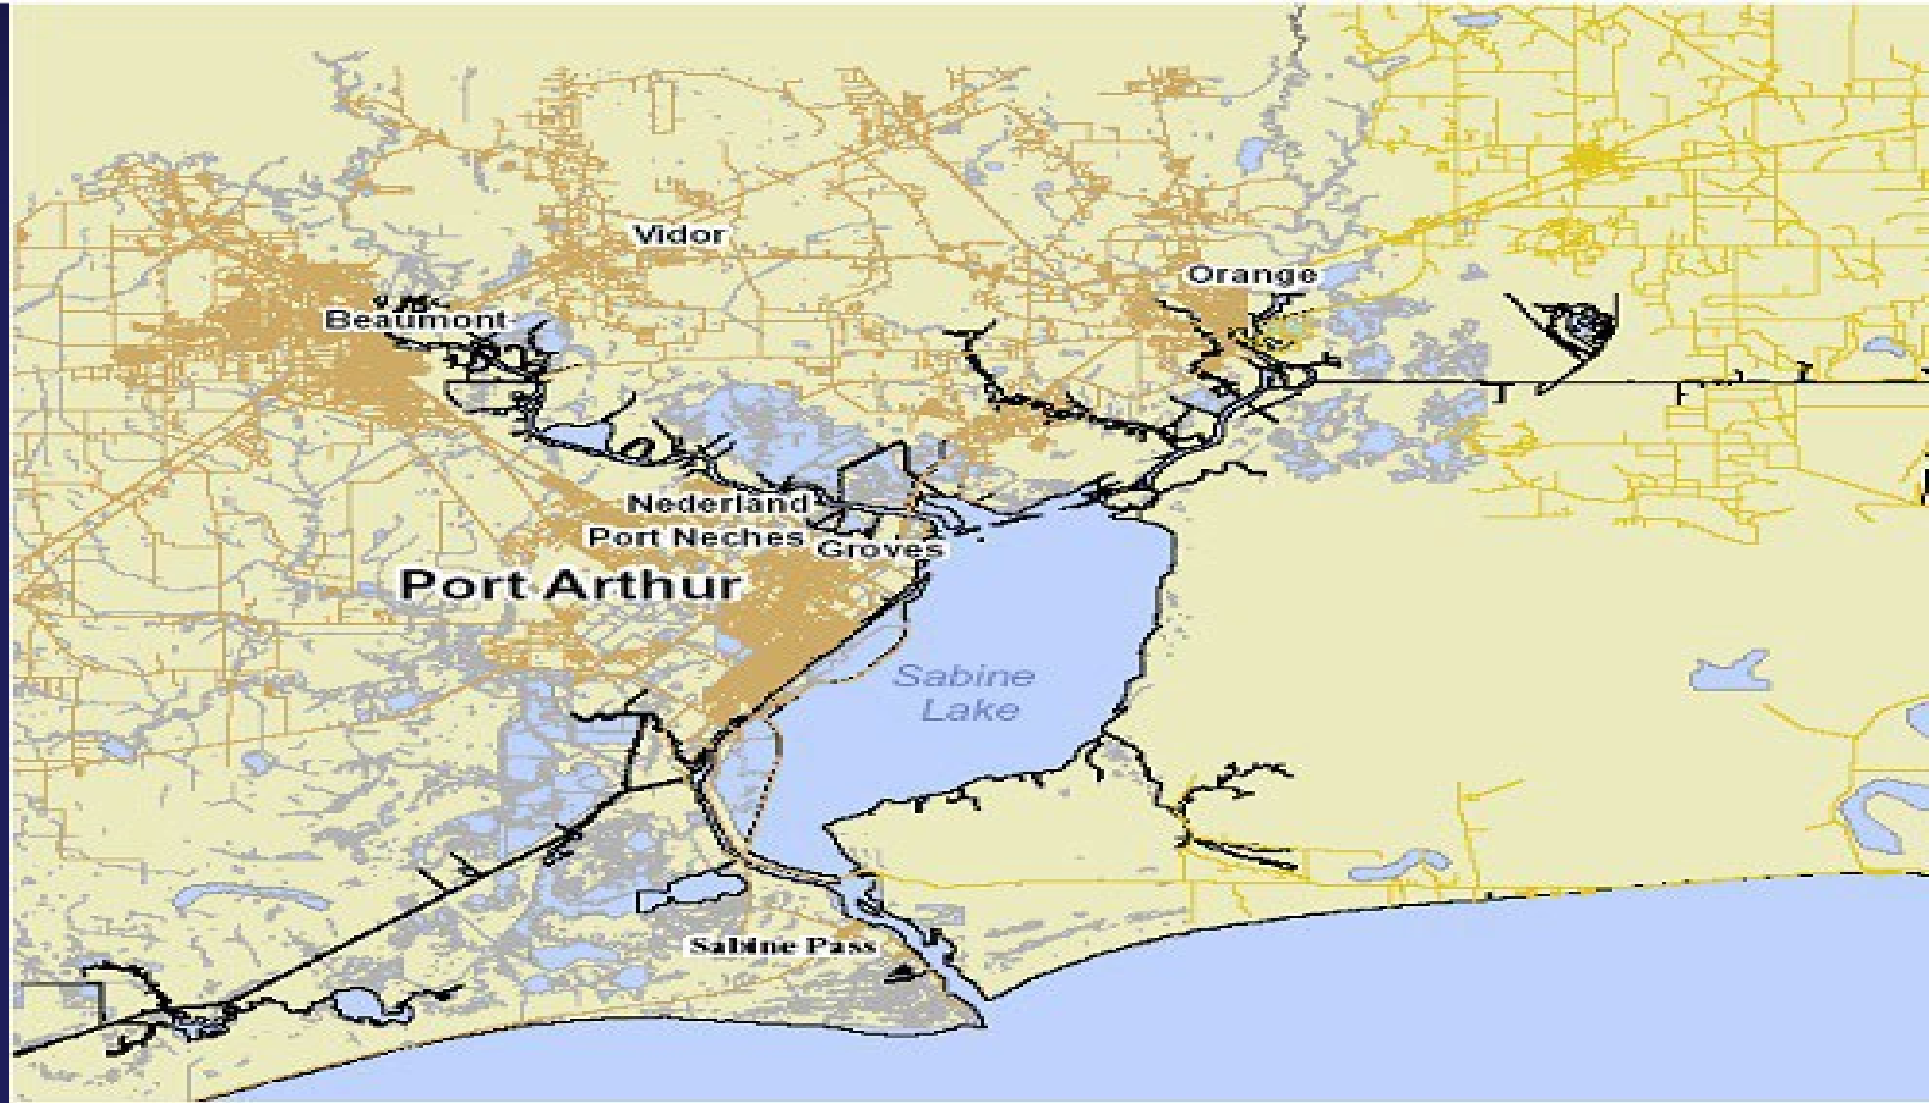 Vidor
Orange
Beaumont
Nederland
Port Neches
Groves
Port Arthur
Sabine
Lake
Sabine Pass